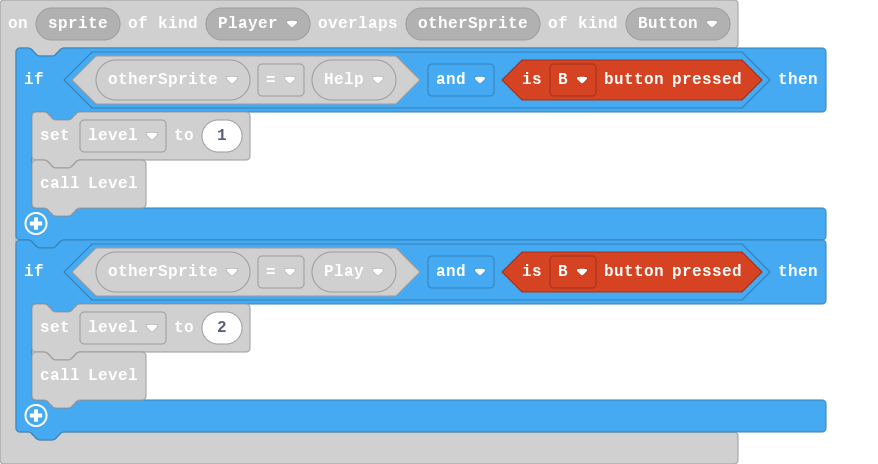 on sprite of kind Player overlaps otherSprite of kind Button
if otherSprite = Help and is B button pressed then
set level to 1
call Level
if otherSprite = Play and is B button pressed then
set level to 2
call Level